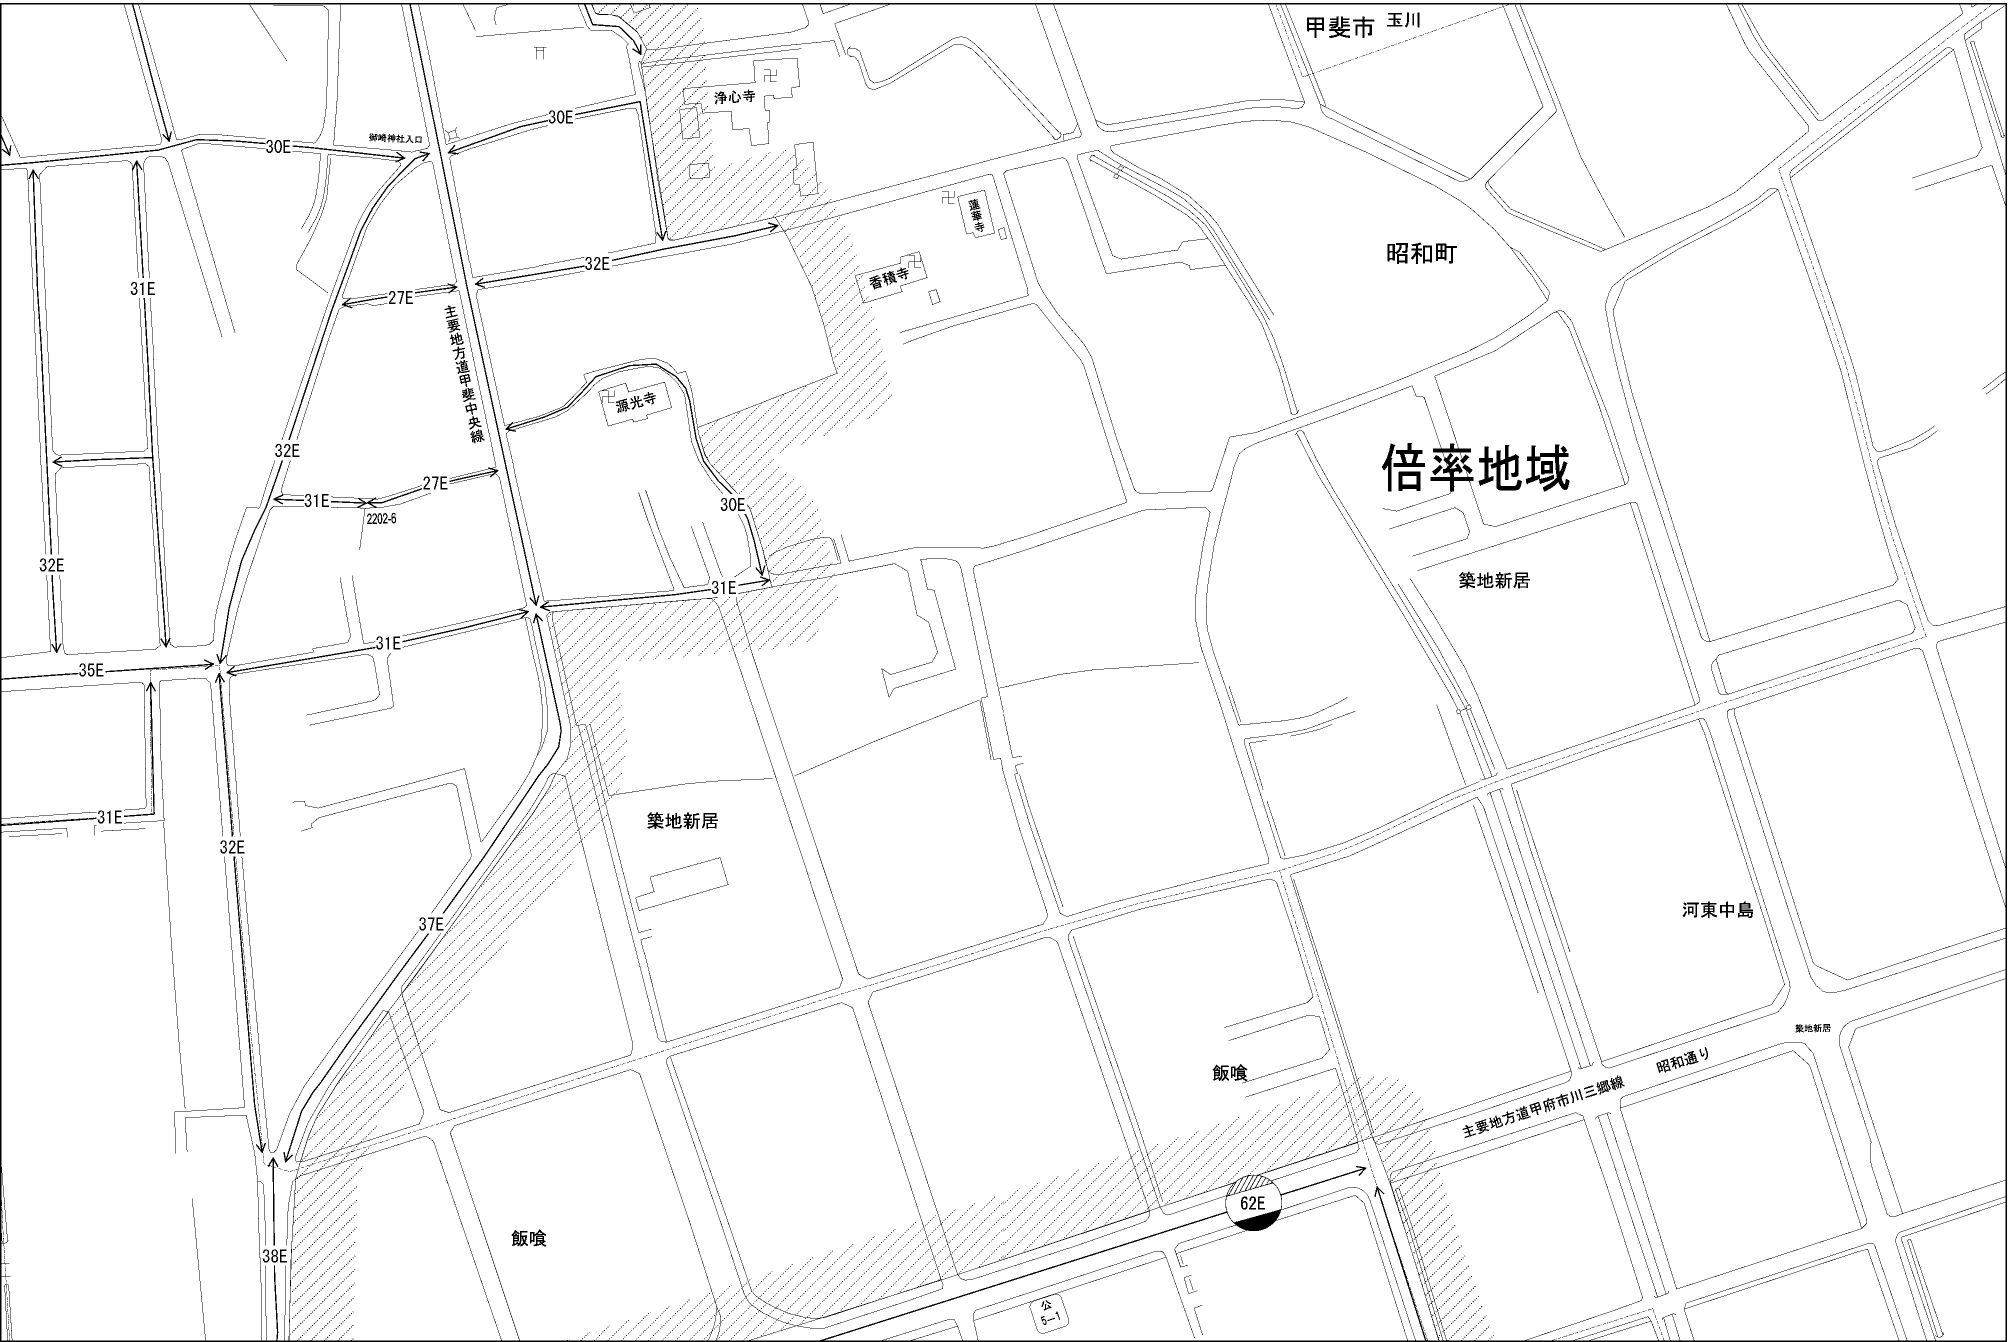 甲斐市
玉川
浄心寺
30E
御崎神社入口
30E
蓮華寺
昭和町
32E
香積寺
31E
27E
主要地方道甲斐中央線
源光寺
32E
倍率地域
27E
31E
30E
2202-6
32E
築地新居
31E
31E
35E
31E
築地新居
32E
37E
河東中島
築地新居
昭和通り
飯喰
主要地方道甲府市川三郷線
62E
飯喰
38E
公
5-1